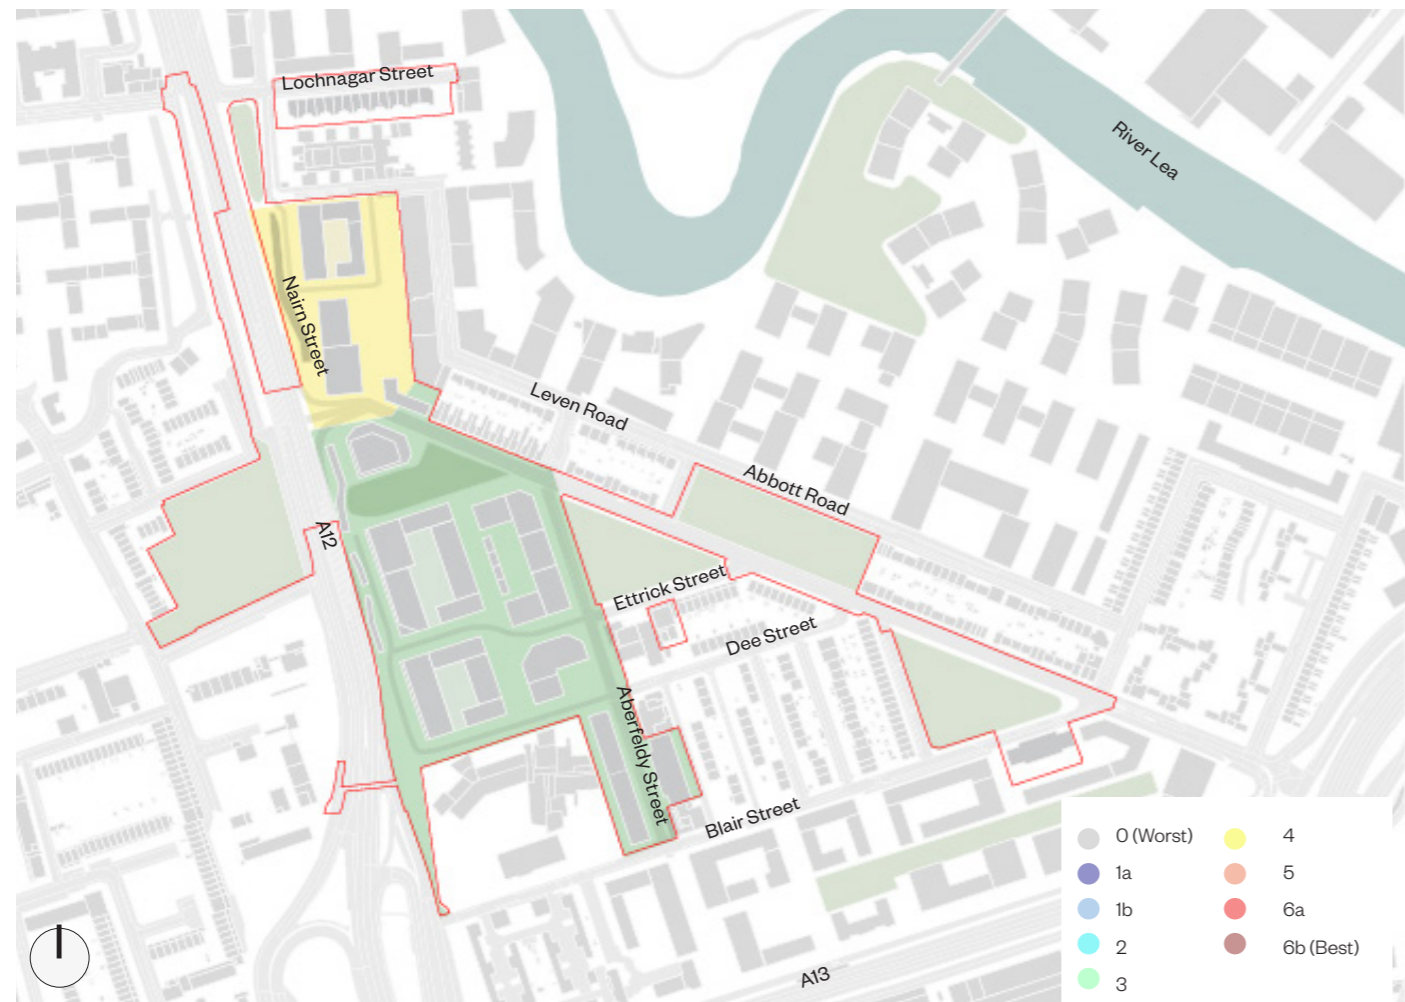 Lochnagar Street
River Lea
Nairn Street
Leven Road
Abbott Road
A12
Ettrick Street
Dee Street
Aberfeldy Street
Blair Street
A13
0 (Worst)
1a
1b
2
3
4
5
6a
6b (Best)